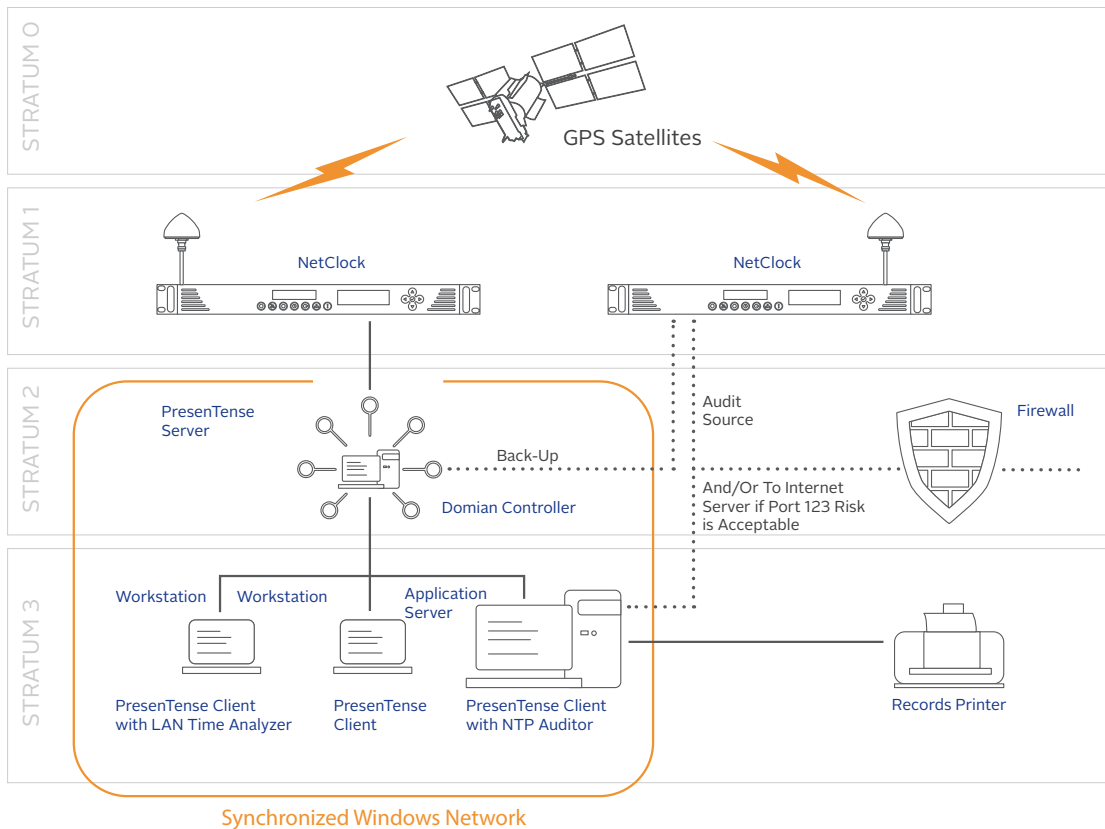 STRATUM 0
GPS Satellites
STRATUM 1
NetClock
NetClock
STRATUM 2
PresenTense
Server
Back-Up
Domian Controller
Audit
Source
And/Or To Internet
Server if Port 123 Risk
is Acceptable
Firewall
STRATUM 3
Workstation
Workstation
Application
Server
PresenTense Client
with LAN Time Analyzer
PresenTense
Client
PresenTense Client
with NTP Auditor
Records Printer
Synchronized Windows Network